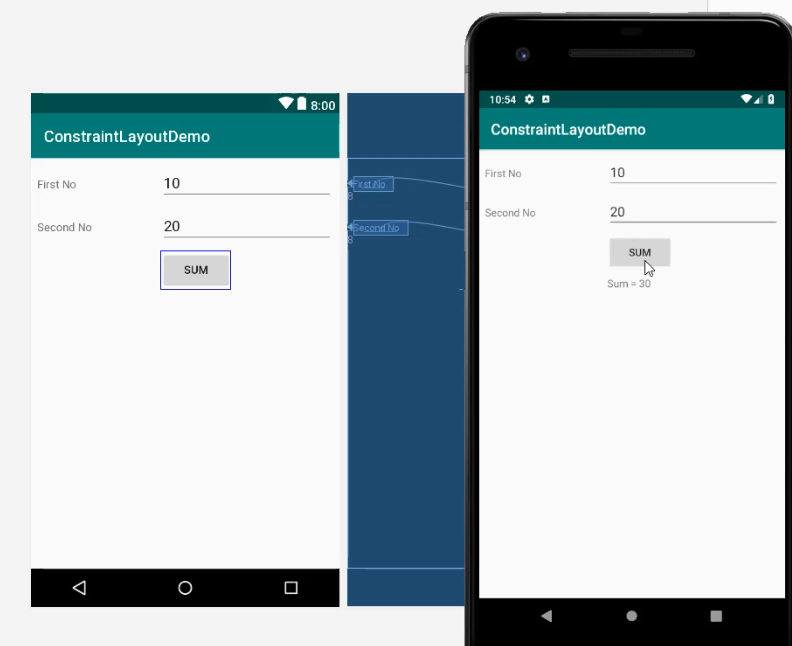 8:00
ConstraintLayoutDemo
First No
10
Second No
20
SUM
First No
8
Second No
8
10:54
ConstraintLayoutDemo
First No
10
Second No
20
SUM
Sum = 30